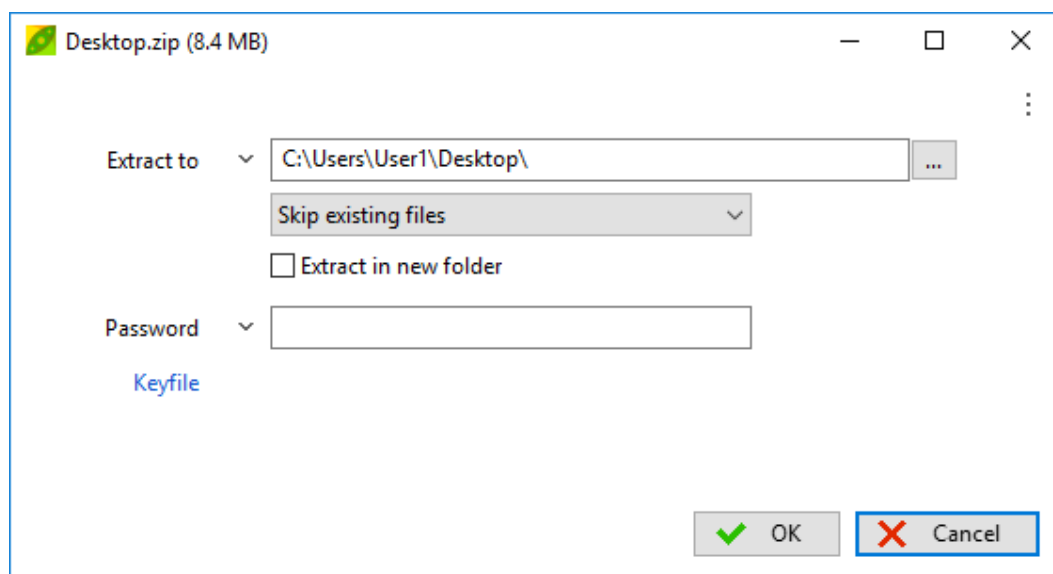 Desktop.zip (8.4 MB)
Extract to C:\Users\User1\Desktop\ ...
Skip existing files
Extract in new folder
Password
Keyfile
OK Cancel